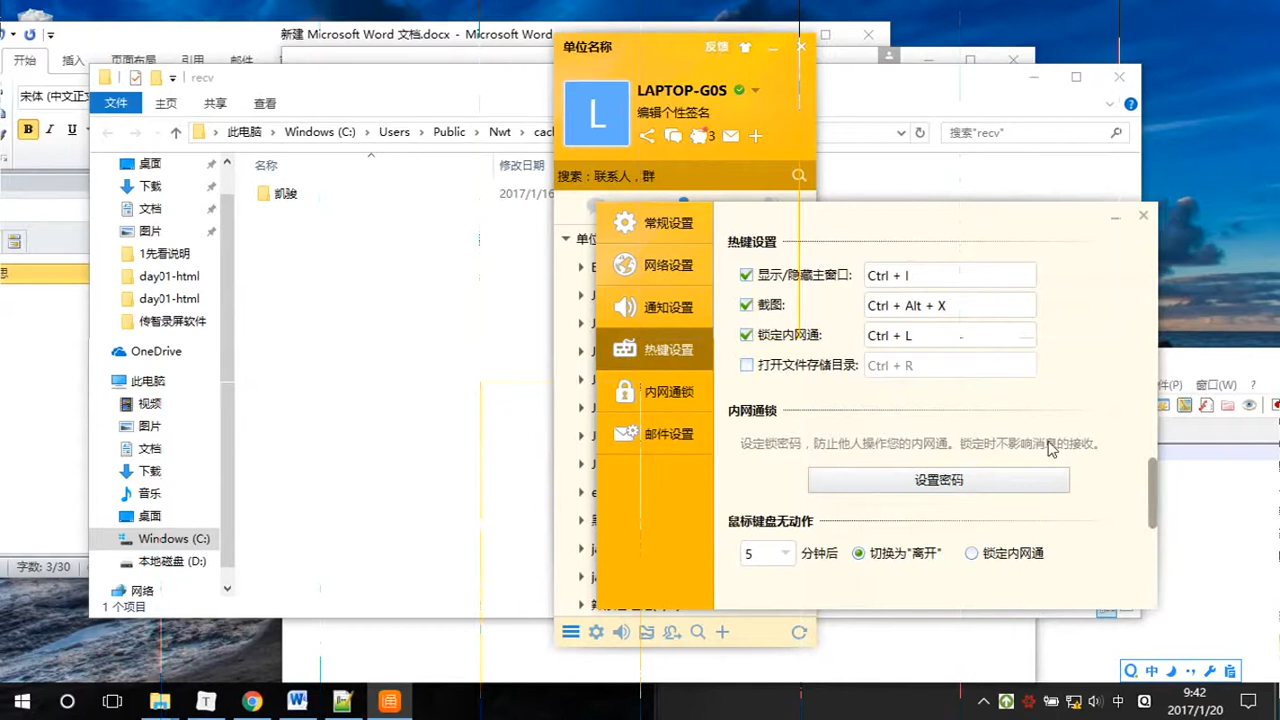 新建 Microsoft Word 文档.docx - Microsoft Word
开始 插入 页面布局 引用 邮件
宋体 (中文正文
B I U
字数: 3/30
recv
文件 主页 共享 查看
此电脑 Windows (C:) Users Public Nwt cach
搜索"recv"
名称 修改日期
凯骏 2017/1/16
桌面
下载
文档
图片
1先看说明
day01-html
day01-html
传智录屏软件
OneDrive
此电脑
视频
图片
文档
下载
音乐
桌面
Windows (C:)
本地磁盘 (D:)
网络
1 个项目
单位名称 反馈
L
LAPTOP-G0S
编辑个性签名
3
搜索：联系人，群
单位
常规设置
网络设置
通知设置
热键设置
内网通锁
邮件设置
热键设置
显示/隐藏主窗口: Ctrl + I
截图: Ctrl + Alt + X
锁定内网通: Ctrl + L
打开文件存储目录: Ctrl + R
内网通锁
设定锁密码，防止他人操作您的内网通。锁定时不影响消息的接收。
设置密码
鼠标键盘无动作
5 分钟后 切换为"离开" 锁定内网通
件(P) 窗口(W) ?
中
中
9:42
2017/1/20